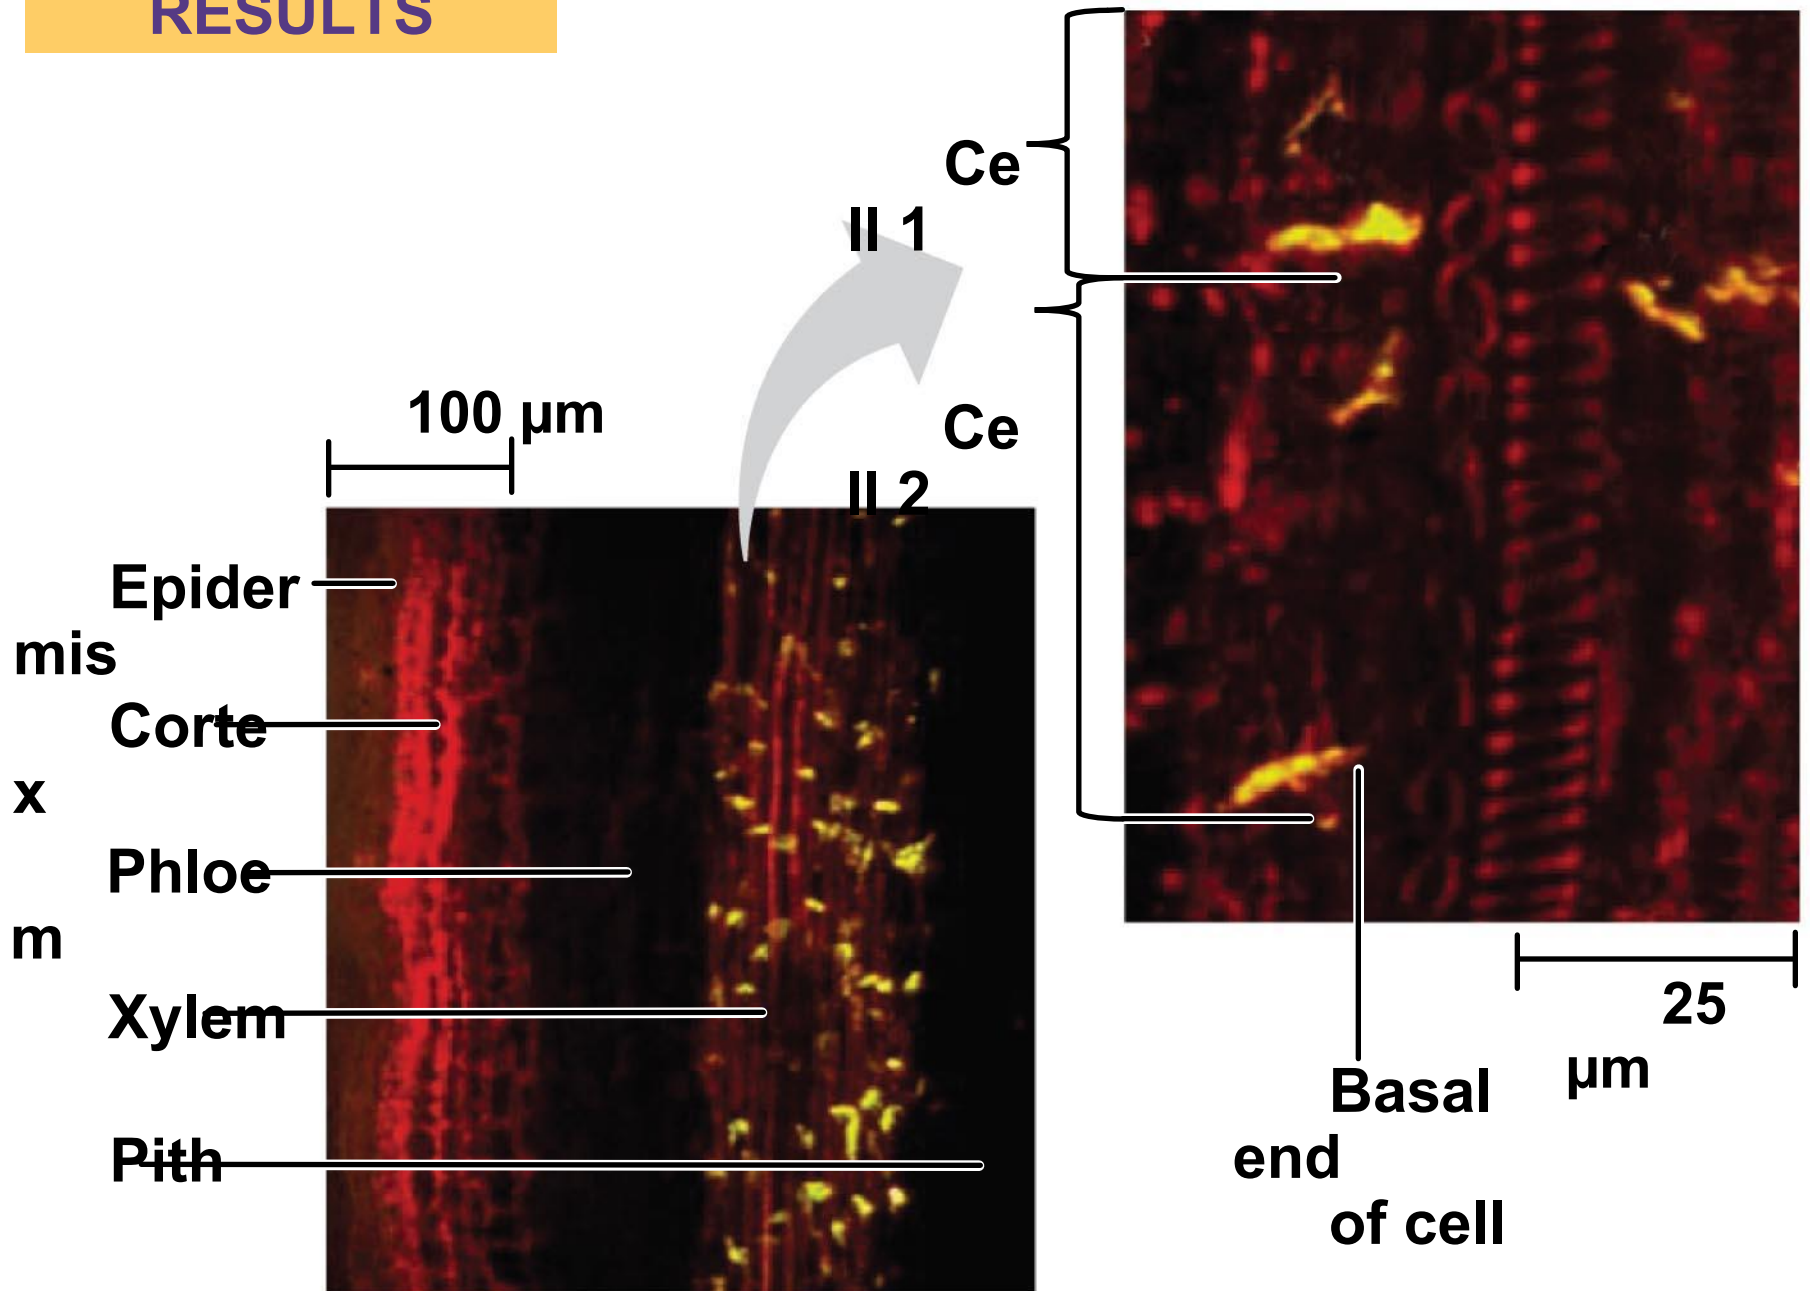 RESULTS
Ce
ll 1
Ce
ll 2
100 µm
Epider
mis
Corte
x
Phloe
m
Xylem
Pith
25
µm
Basal
end
of cell